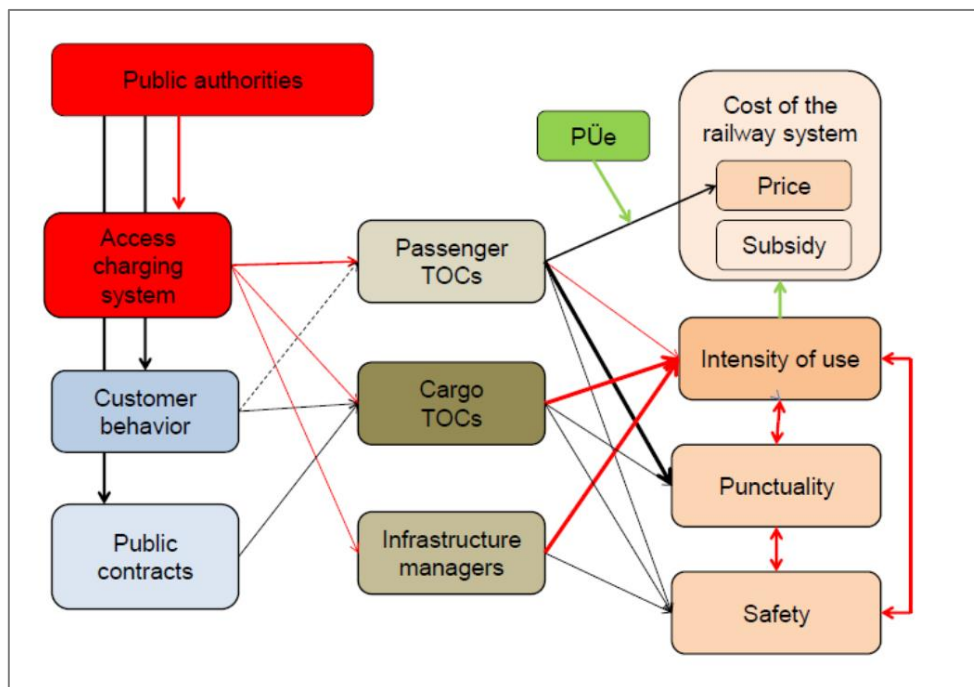 Public authorities
PÜe
Cost of the
railway system
Price
Subsidy
Access
charging
system
Passenger
TOCs
Intensity of use
Customer
behavior
Cargo
TOCs
Punctuality
Public
contracts
Infrastructure
managers
Safety